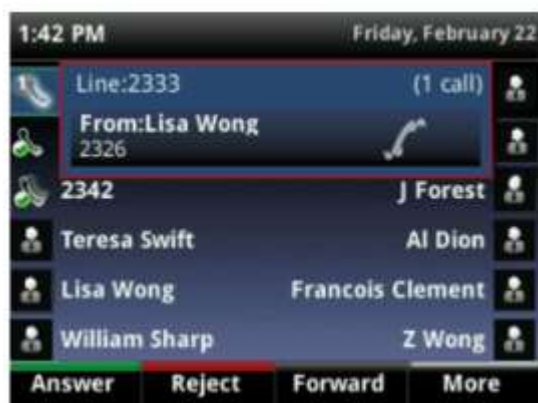 1:42 PM Friday, February 22
Line:2333 (1 call)
From:Lisa Wong
2326
2342 J Forest
Teresa Swift Al Dion
Lisa Wong Francois Clement
William Sharp Z Wong
Answer Reject Forward More